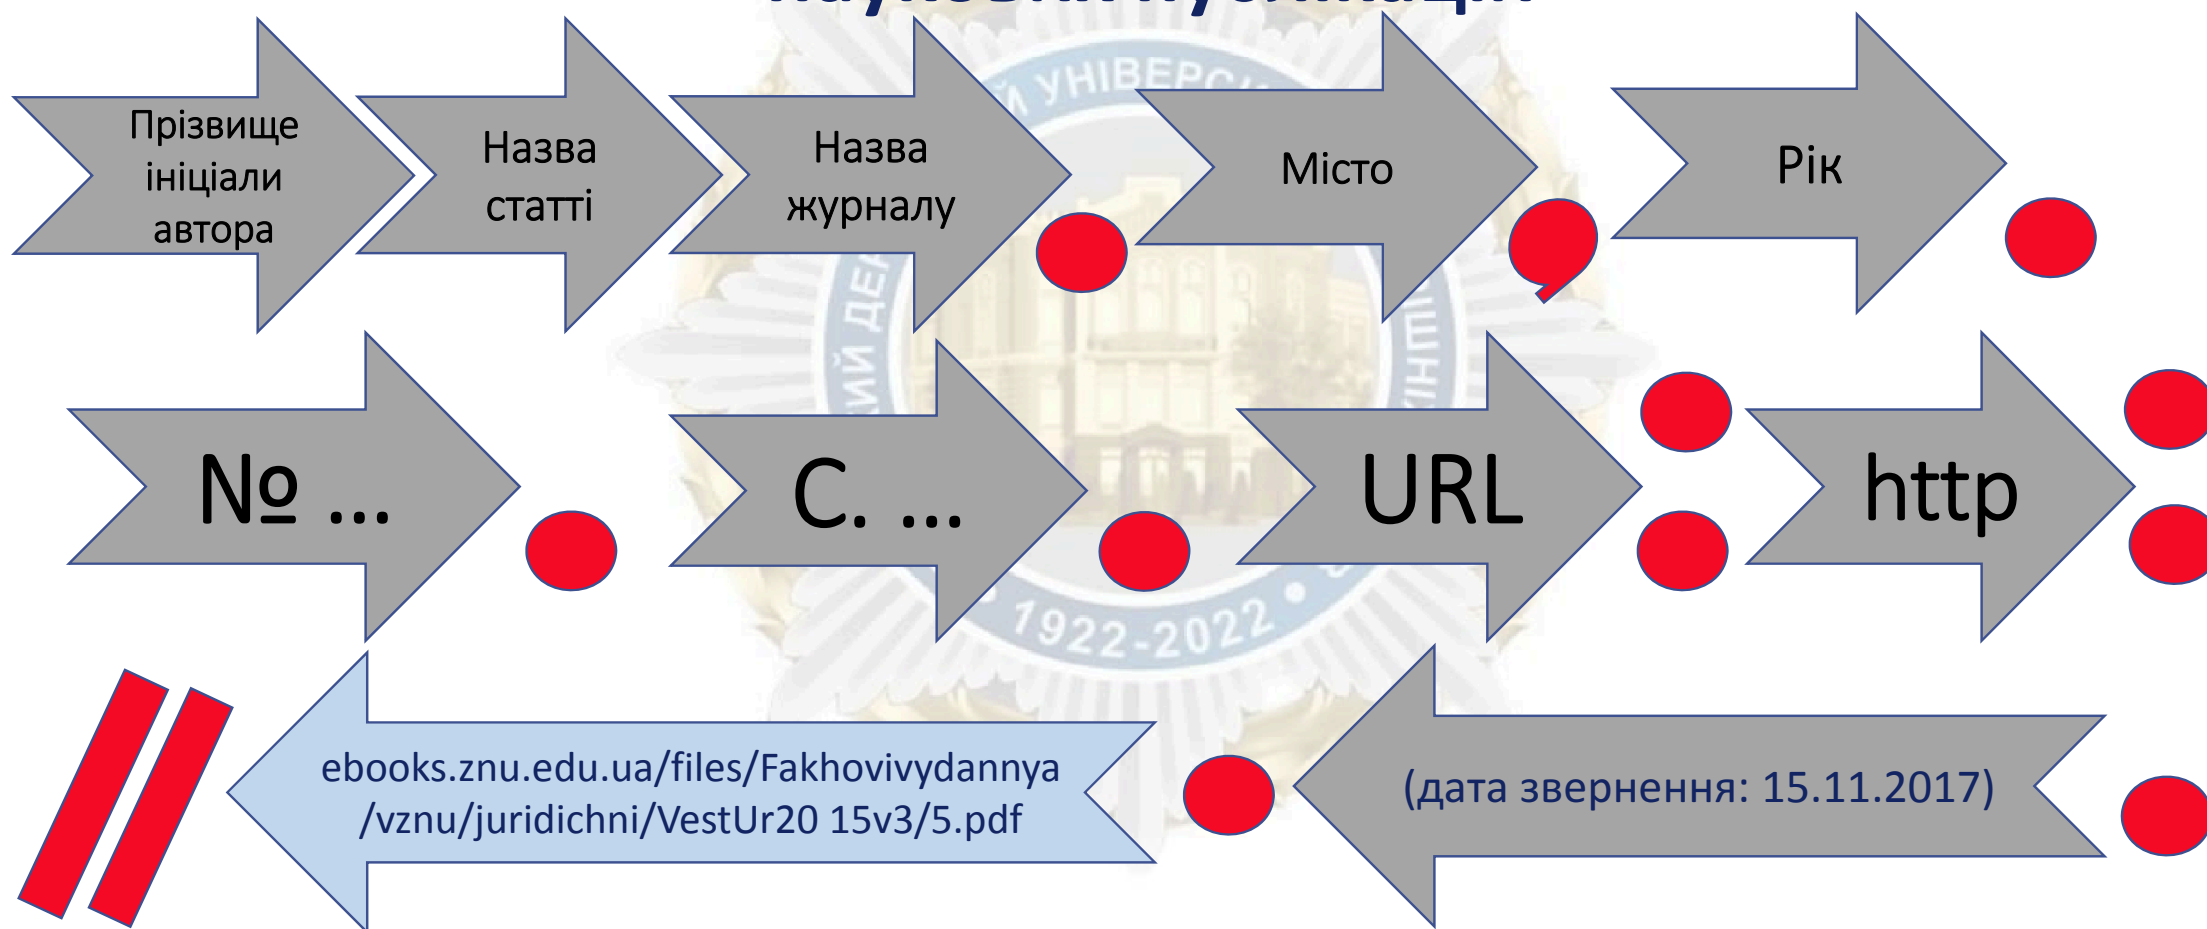 Прізвище
ініціали
автора
Назва
статті
Назва
журналу
Місто
Рік
№ ...
С. ...
URL
http
ebooks.znu.edu.ua/files/Fakhovivydannya
/vznu/juridichni/VestUr20 15v3/5.pdf
(дата звернення: 15.11.2017)
1922-2022